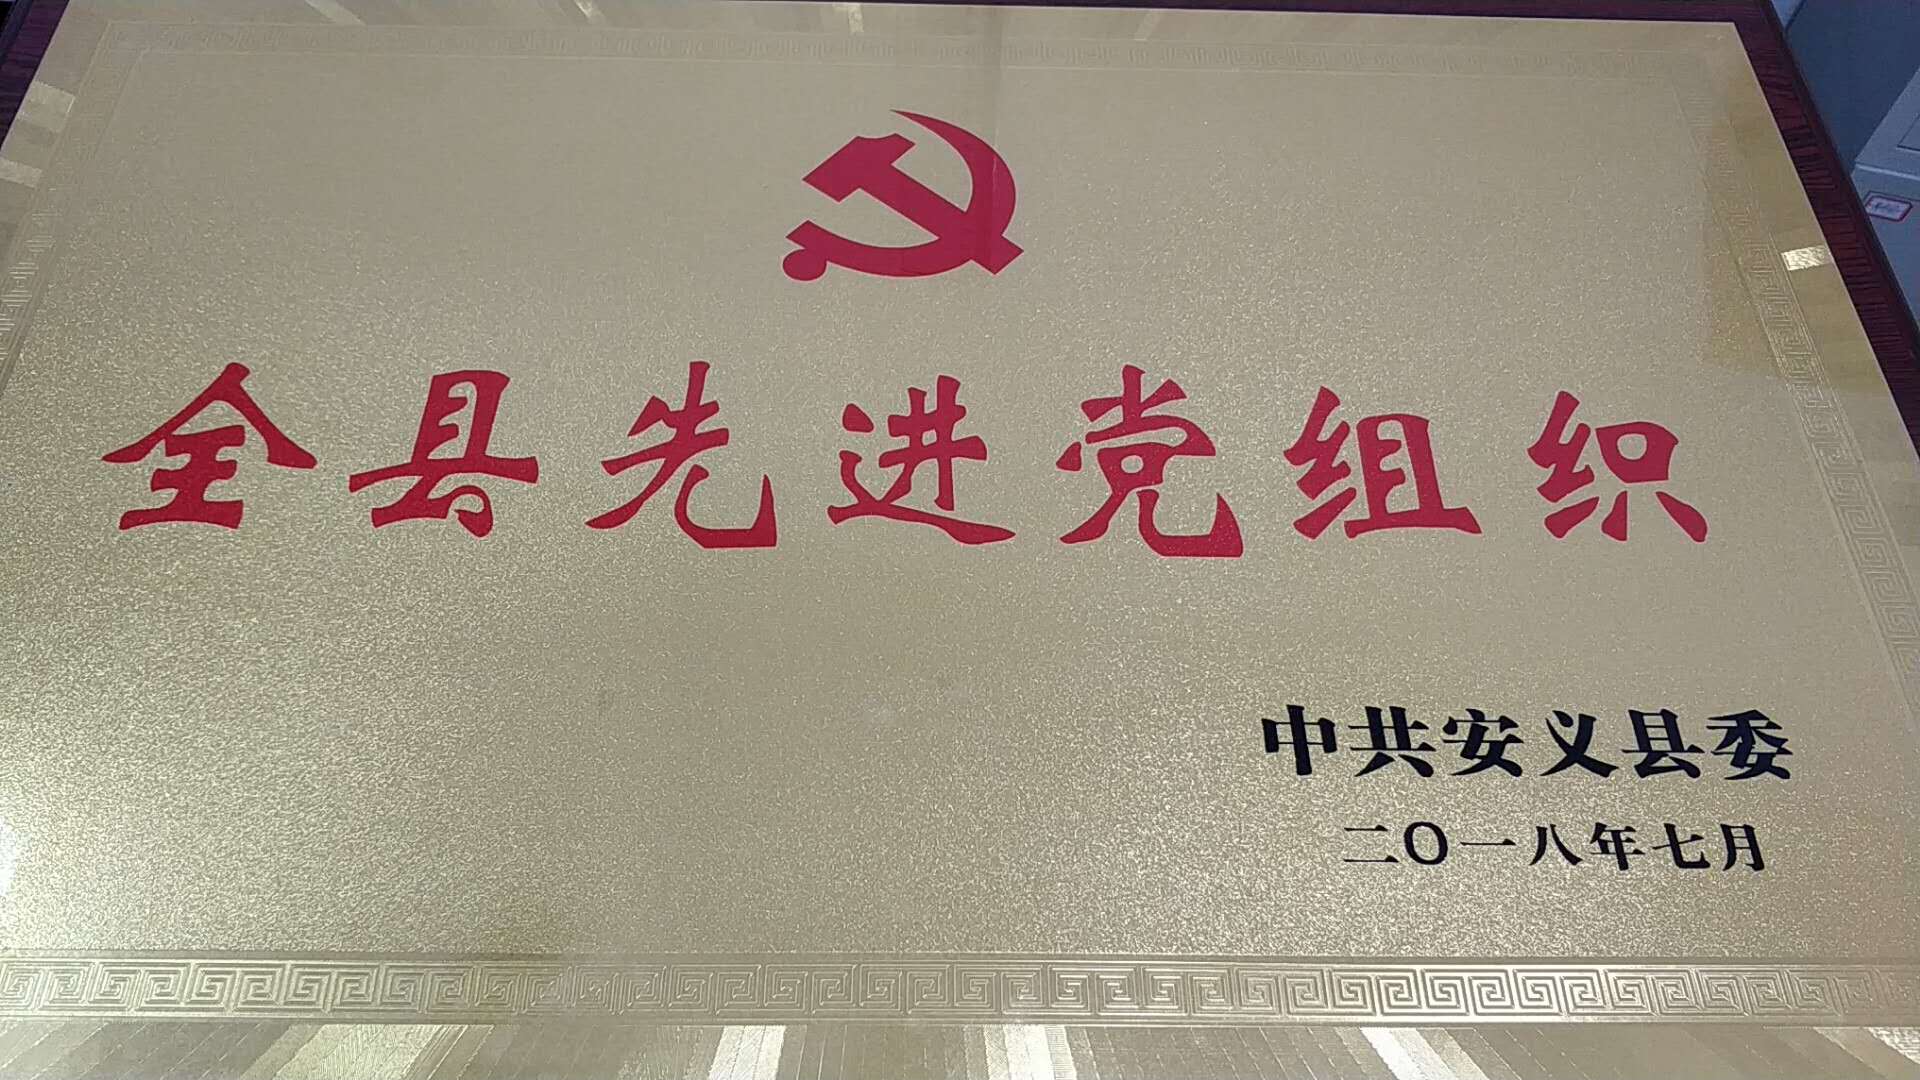 全县先进党组织
中共安义县委
二〇一八年七月